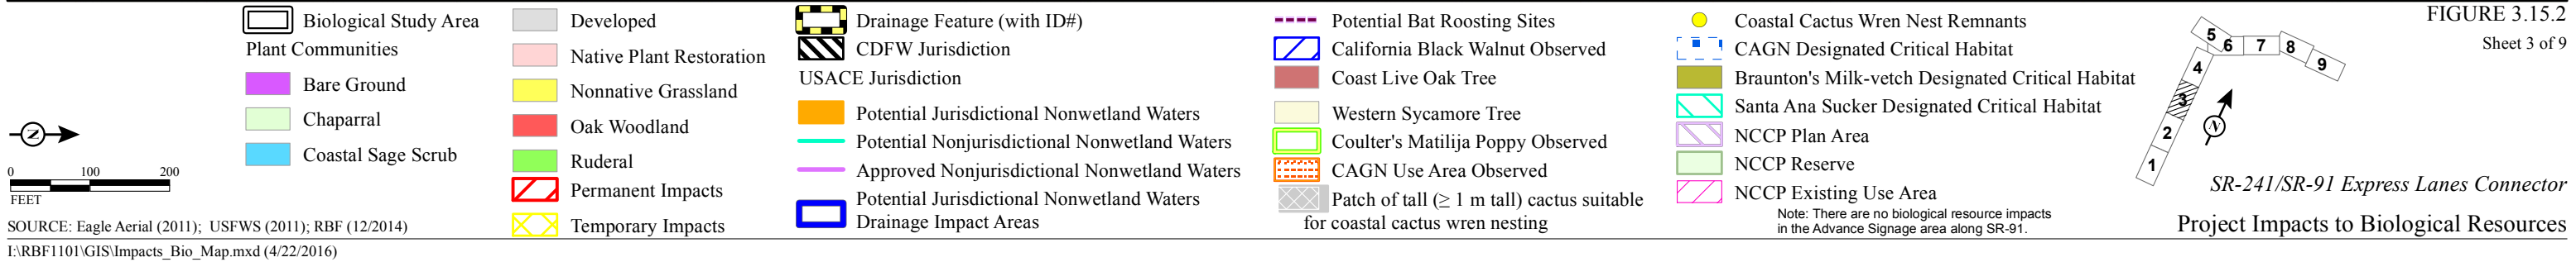 N
0 100 200
FEET
SOURCE: Eagle Aerial (2011); USFWS (2011); RBF (12/2014)
I:\RBF1101\GIS\Impacts_Bio_Map.mxd (4/22/2016)
Biological Study Area
Plant Communities
Bare Ground
Chaparral
Coastal Sage Scrub
Developed
Native Plant Restoration
Nonnative Grassland
Oak Woodland
Ruderal
Permanent Impacts
Temporary Impacts
Drainage Feature (with ID#)
CDFW Jurisdiction
USACE Jurisdiction
Potential Jurisdictional Nonwetland Waters
Potential Nonjurisdictional Nonwetland Waters
Approved Nonjurisdictional Nonwetland Waters
Potential Jurisdictional Nonwetland Waters
Drainage Impact Areas
Potential Bat Roosting Sites
California Black Walnut Observed
Coast Live Oak Tree
Western Sycamore Tree
Coulter's Matilija Poppy Observed
CAGN Use Area Observed
Patch of tall (≥ 1 m tall) cactus suitable
for coastal cactus wren nesting
Coastal Cactus Wren Nest Remnants
CAGN Designated Critical Habitat
Braunton's Milk-vetch Designated Critical Habitat
Santa Ana Sucker Designated Critical Habitat
NCCP Plan Area
NCCP Reserve
NCCP Existing Use Area
Note: There are no biological resource impacts
in the Advance Signage area along SR-91.
5 6 7 8 9
4
3
2
1
N
FIGURE 3.15.2
Sheet 3 of 9
SR-241/SR-91 Express Lanes Connector
Project Impacts to Biological Resources